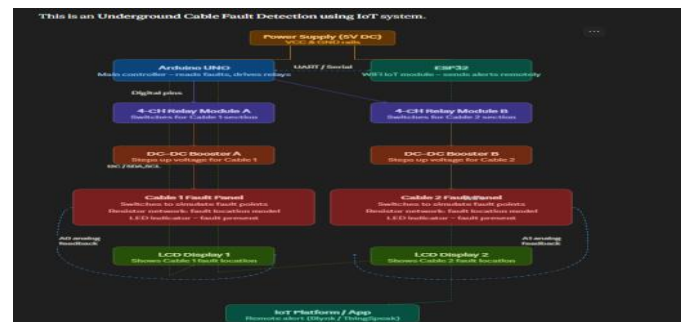 This is an Underground Cable Fault Detection using IoT system.
Power Supply (5V DC)
VCC & GND rails
Arduino UNO
Main controller – reads faults, drives relays
UART / Serial
ESP32
WiFi IoT module – sends alerts remotely
Digital pins
4-CH Relay Module A
Switches for Cable 1 section
4-CH Relay Module B
Switches for Cable 2 section
DC–DC Booster A
Steps up voltage for Cable 1
DC–DC Booster B
Steps up voltage for Cable 2
I2C / SDA,SCL
Cable 1 Fault Panel
Switches to simulate fault points
Resistor network: fault location model
LED indicator – fault present
Cable 2 Fault Panel
Switches to simulate fault points
Resistor network: fault location model
LED indicator – fault present
A0 analog
feedback
A1 analog
feedback
LCD Display 1
Shows Cable 1 fault location
LCD Display 2
Shows Cable 2 fault location
IoT Platform / App
Remote alert (Blynk / ThingSpeak)